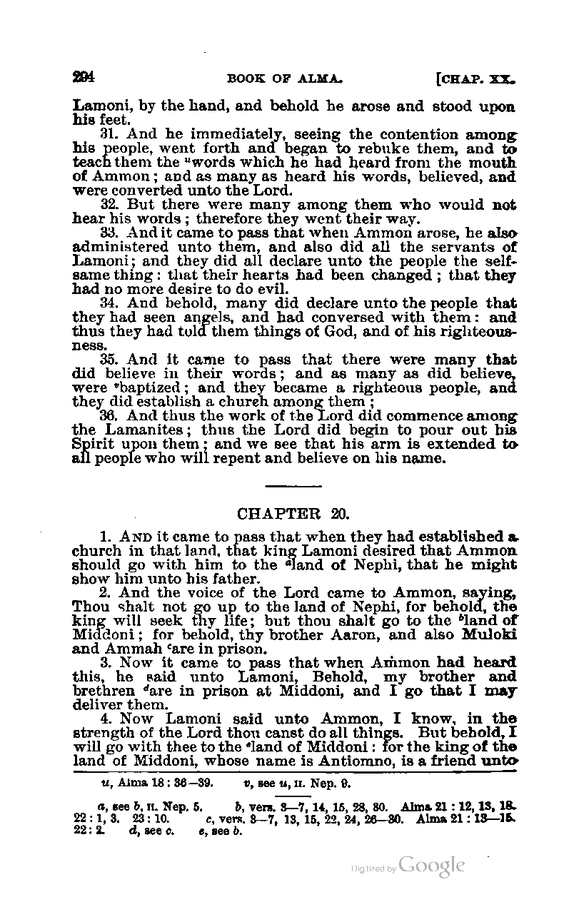 294 BOOK OF ALMA. [CHAP. XX.
Lamoni, by the hand, and behold he arose and stood upon
his feet.
31. And he immediately, seeing the contention among
his people, went forth and began to rebuke them, and to
teach them the ᵘwords which he had heard from the mouth
of Ammon; and as many as heard his words, believed, and
were converted unto the Lord.
32. But there were many among them who would not
hear his words; therefore they went their way.
33. And it came to pass that when Ammon arose, he also
administered unto them, and also did all the servants of
Lamoni; and they did all declare unto the people the self-
same thing: that their hearts had been changed; that they
had no more desire to do evil.
34. And behold, many did declare unto the people that
they had seen angels, and had conversed with them: and
thus they had told them things of God, and of his righteous-
ness.
35. And it came to pass that there were many that
did believe in their words; and as many as did believe,
were ᵛbaptized; and they became a righteous people, and
they did establish a church among them;
36. And thus the work of the Lord did commence among
the Lamanites; thus the Lord did begin to pour out his
Spirit upon them; and we see that his arm is extended to
all people who will repent and believe on his name.
CHAPTER 20.
1. AND it came to pass that when they had established a
church in that land, that king Lamoni desired that Ammon
should go with him to the ᵃland of Nephi, that he might
show him unto his father.
2. And the voice of the Lord came to Ammon, saying,
Thou shalt not go up to the land of Nephi, for behold, the
king will seek thy life; but thou shalt go to the ᵇland of
Middoni; for behold, thy brother Aaron, and also Muloki
and Ammah ᶜare in prison.
3. Now it came to pass that when Ammon had heard
this, he said unto Lamoni, Behold, my brother and
brethren ᵈare in prison at Middoni, and I go that I may
deliver them.
4. Now Lamoni said unto Ammon, I know, in the
strength of the Lord thou canst do all things. But behold, I
will go with thee to the ᵉland of Middoni: for the king of the
land of Middoni, whose name is Antiomno, is a friend unto
u, Alma 18: 36—39. v, see u, II. Nep. 9.
a, see b, II. Nep. 5. b, vers. 3—7, 14, 15, 28, 30. Alma 21: 12, 13, 18.
22: 1, 3. 23: 10. c, vers. 3—7, 13, 15, 22, 24, 26—30. Alma 21: 13—15.
22: 2. d, see c. e, see b.
Digitized by Google